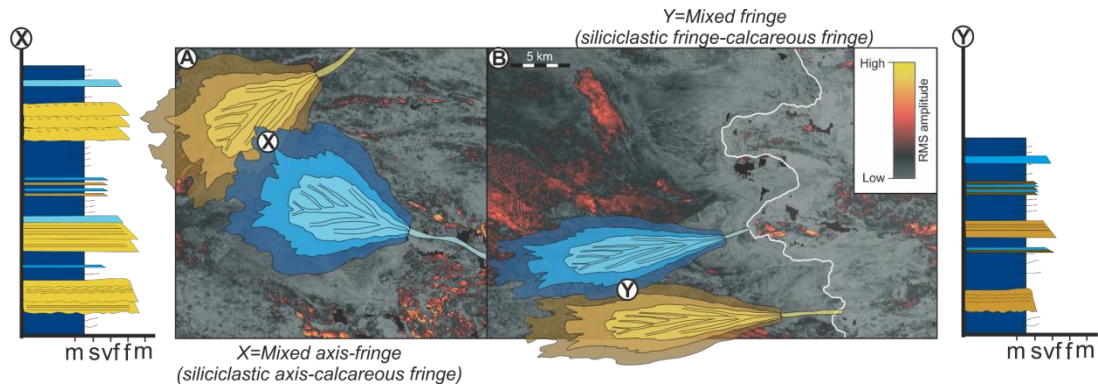 X
Y=Mixed fringe
(siliciclastic fringe-calcareous fringe)
Y
A
B
5 km
High
RMS amplitude
Low
X
Y
X=Mixed axis-fringe
(siliciclastic axis-calcareous fringe)
m s vf f m
m s vf f m